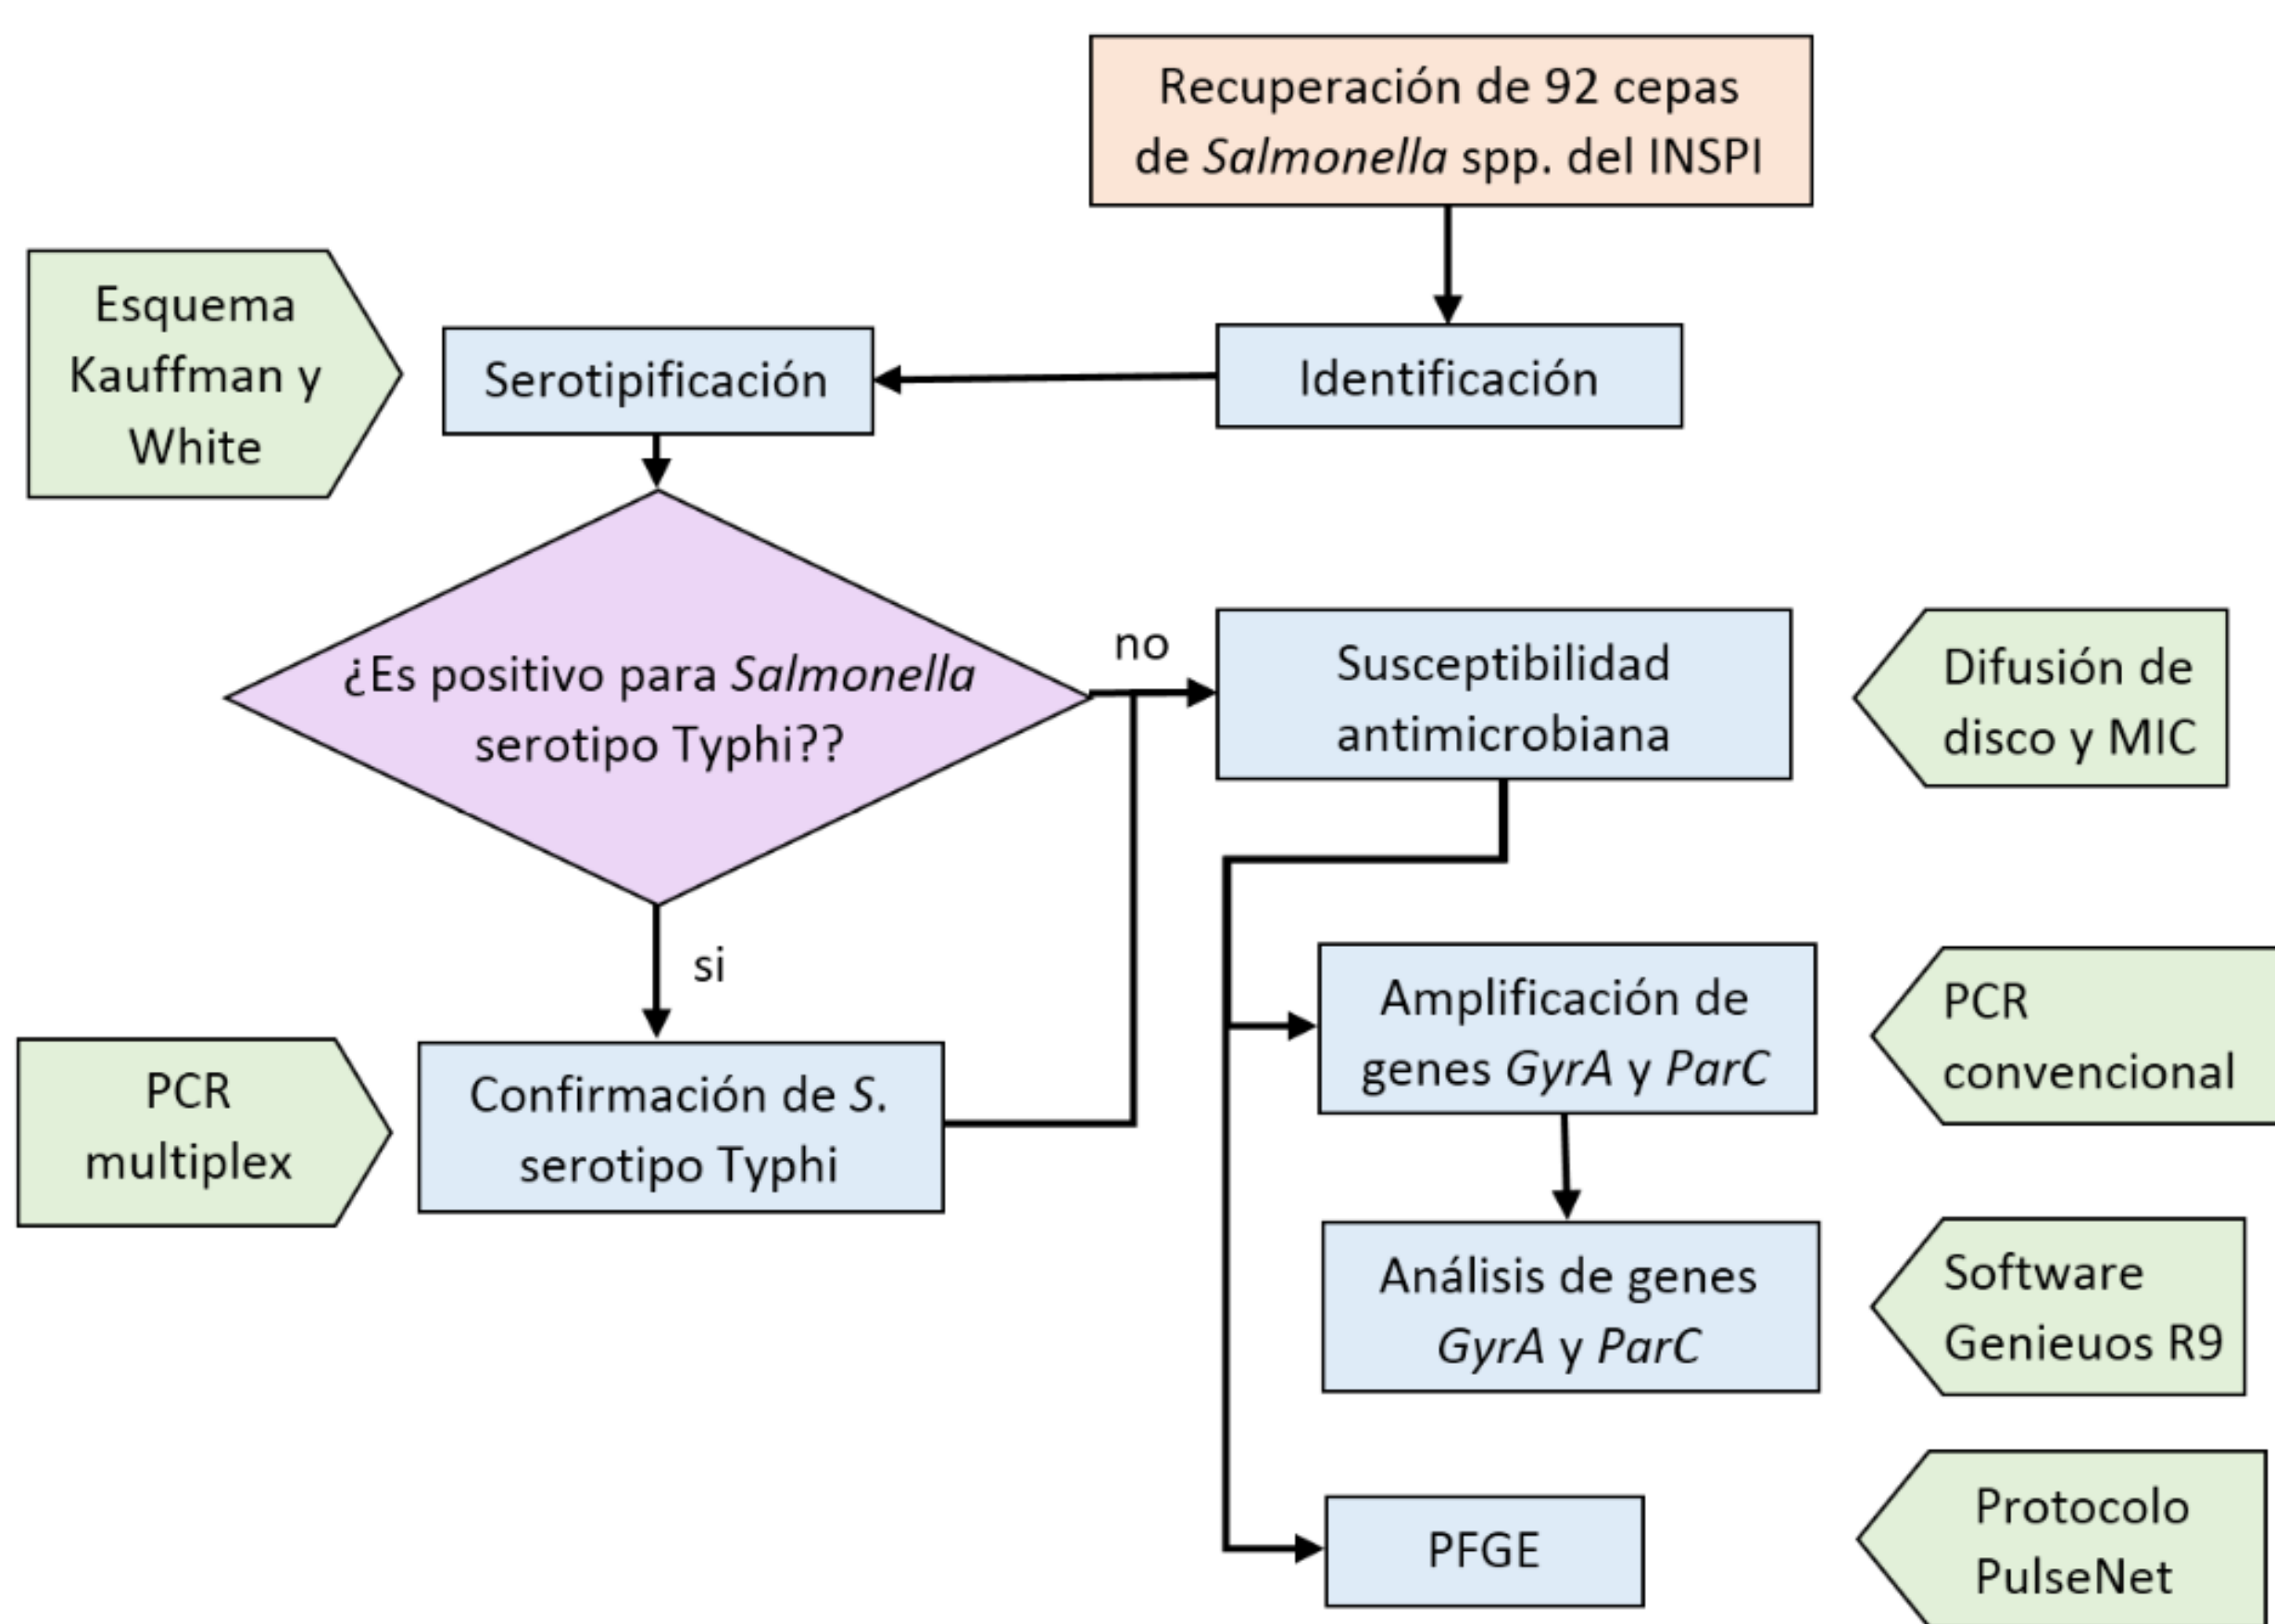 Recuperación de 92 cepas
de Salmonella spp. del INSPI
Esquema
Kauffman y
White
Serotipificación
Identificación
¿Es positivo para Salmonella
serotipo Typhi??
no
Susceptibilidad
antimicrobiana
Difusión de
disco y MIC
si
Amplificación de
genes GyrA y ParC
PCR
convencional
PCR
multiplex
Confirmación de S.
serotipo Typhi
Análisis de genes
GyrA y ParC
Software
Genieuos R9
PFGE
Protocolo
PulseNet